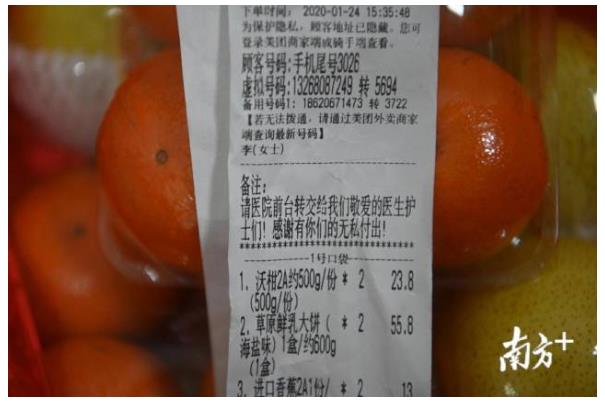 下单时间: 2020-01-24 15:35:48
为保护隐私，顾客地址已隐藏，您可
登录美团商家端或骑手端查看。
顾客号码:手机尾号3026
虚拟号码:13268087249 转 5694
备用号码1: 18620671473 转 3722
【若无法拨通，请通过美团外卖商家
端查询最新号码】
李(女士)
备注:
请医院前台转交给我们敬爱的医生护
士们！感谢有你们的无私付出！
************************************
1号口袋
1. 沃柑2A约500g/份 * 2 23.8
(500g/份)
2. 草原鲜乳大饼( * 2 55.8
海盐味)1盒/约600g
(1盒)
3. 进口香蕉2A1份/ * 2 13
南方+